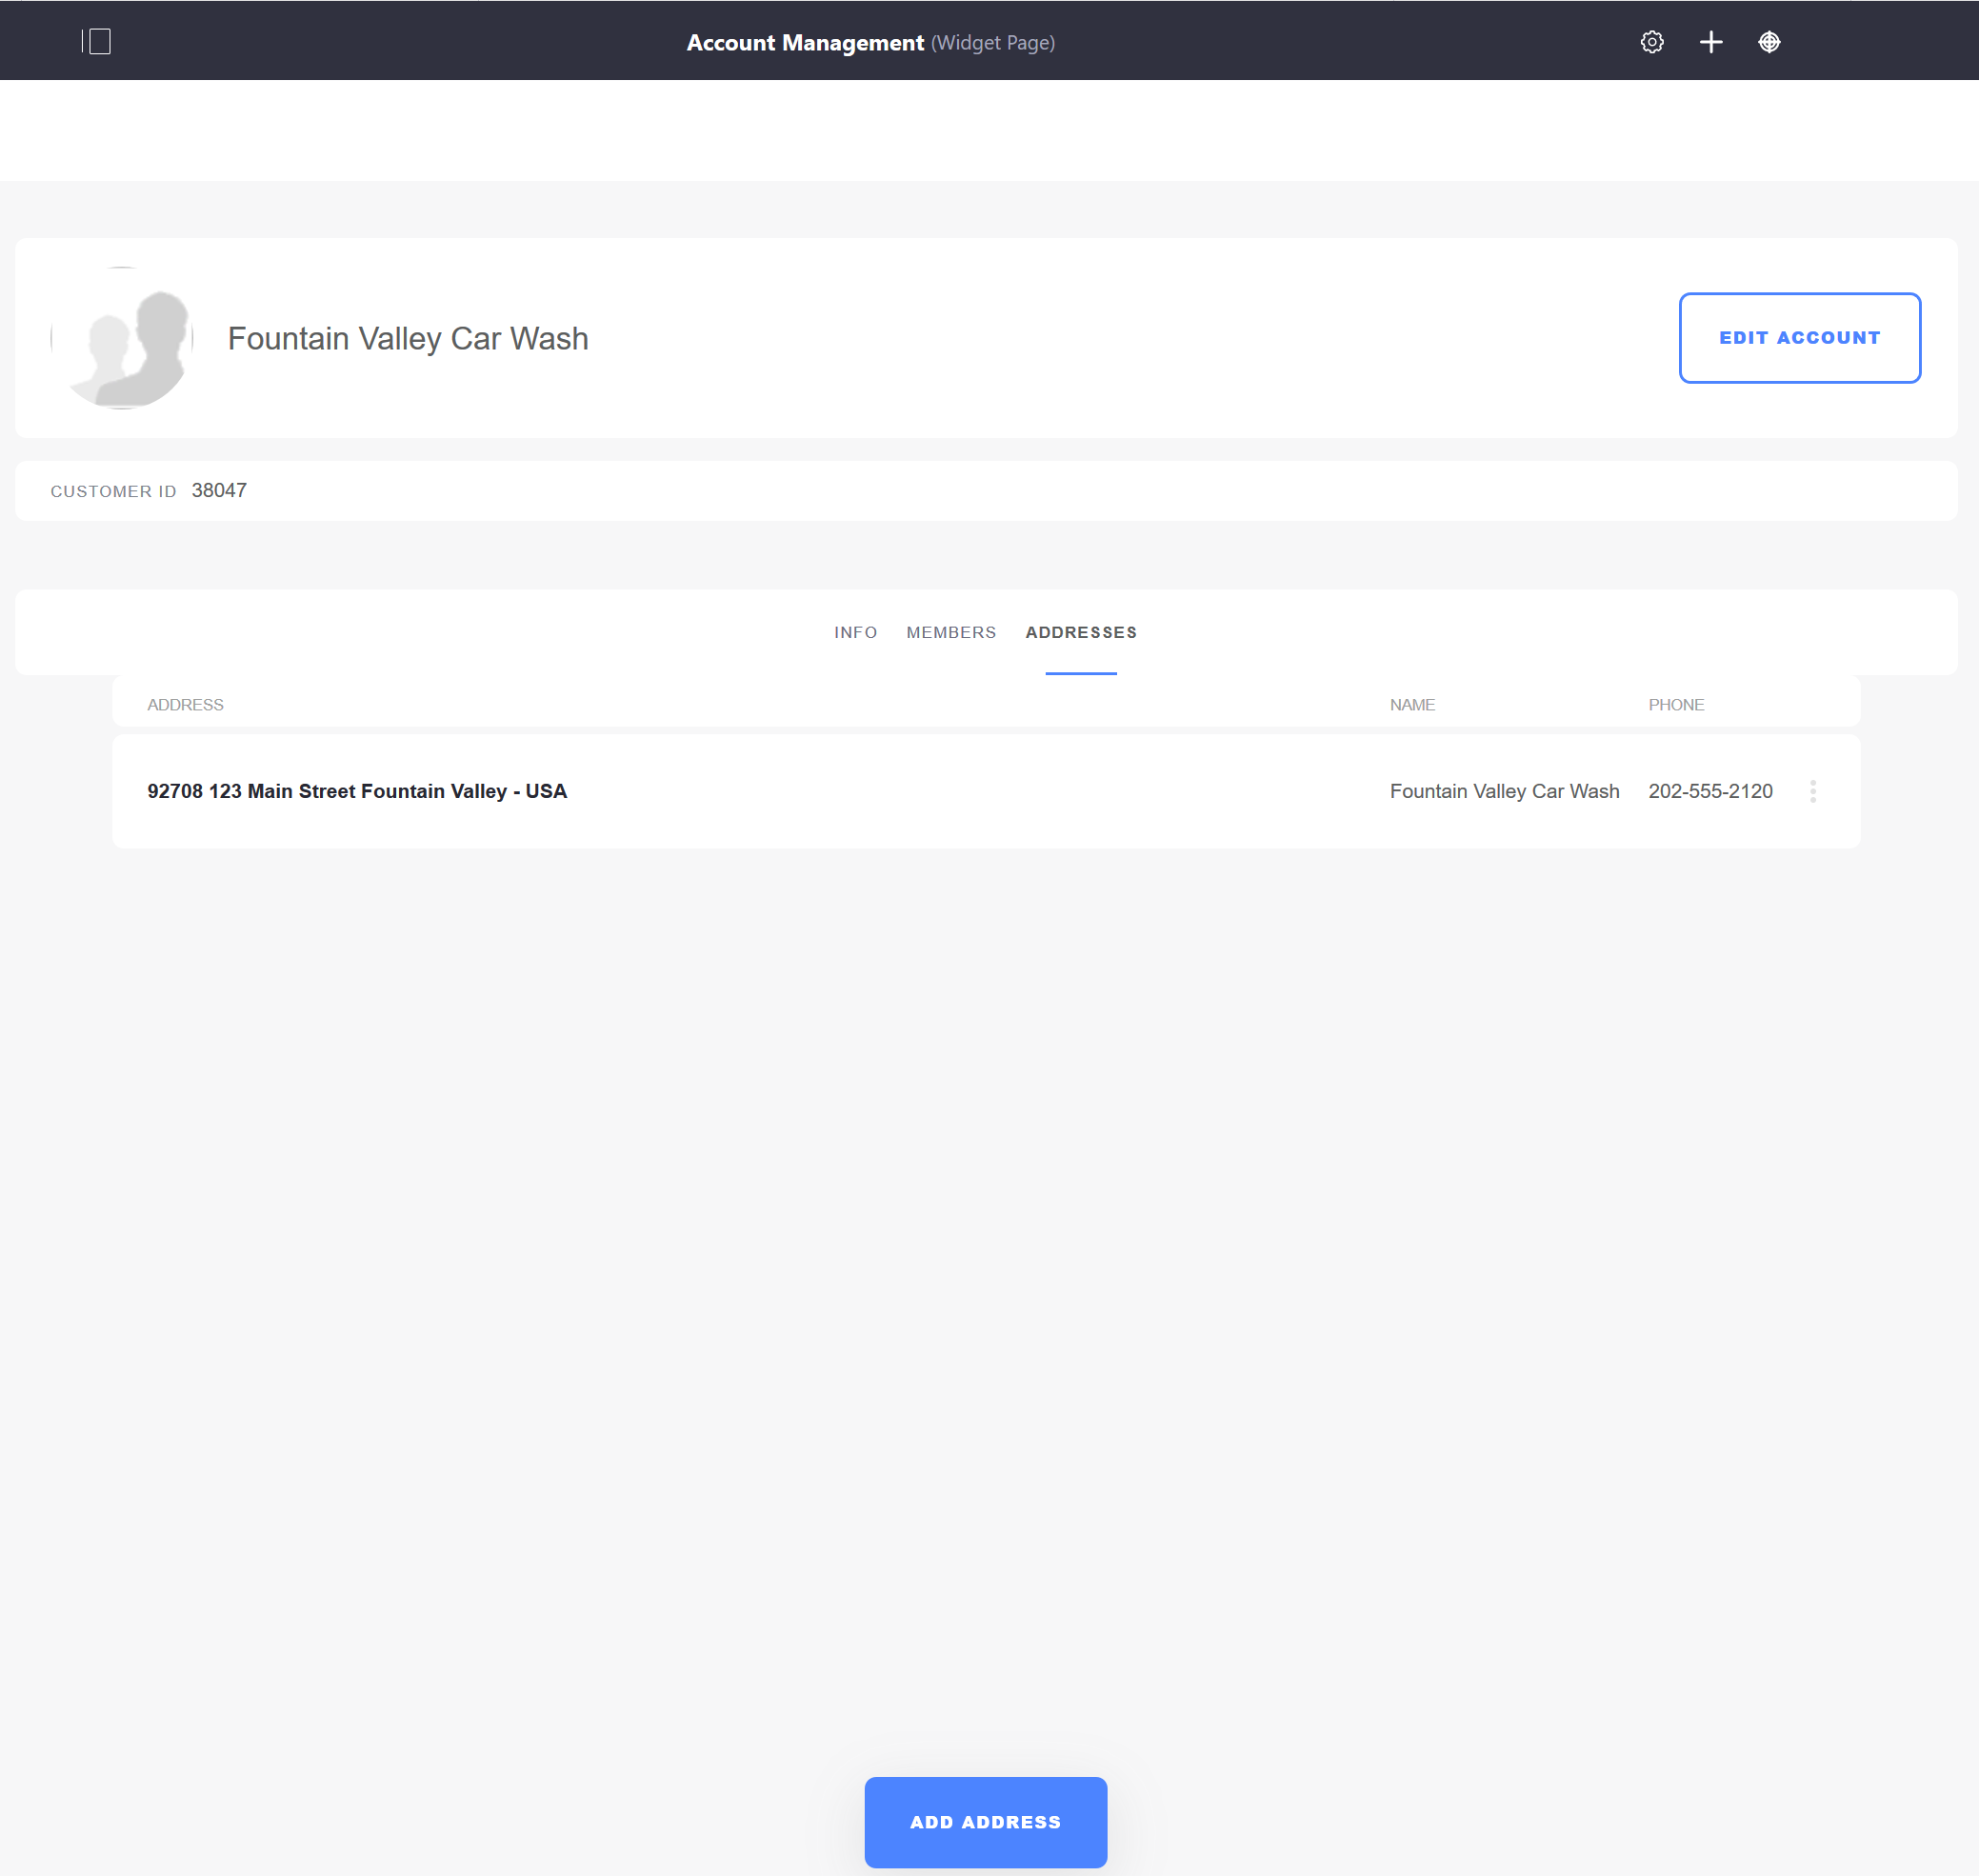 Account Management (Widget Page)
Fountain Valley Car Wash
EDIT ACCOUNT
CUSTOMER ID 38047
INFO MEMBERS ADDRESSES
ADDRESS NAME PHONE
92708 123 Main Street Fountain Valley - USA Fountain Valley Car Wash 202-555-2120
ADD ADDRESS